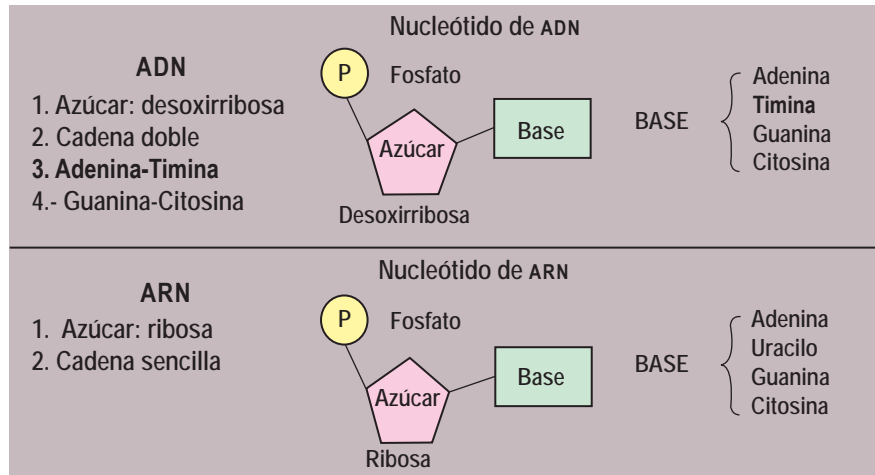 Nucleótido de ADN
ADN
1. Azúcar: desoxirribosa
2. Cadena doble
3. Adenina-Timina
4.- Guanina-Citosina
P
Fosfato
Azúcar
Base
Desoxirribosa
BASE
Adenina
Timina
Guanina
Citosina
Nucleótido de ARN
ARN
1. Azúcar: ribosa
2. Cadena sencilla
P
Fosfato
Azúcar
Base
Ribosa
BASE
Adenina
Uracilo
Guanina
Citosina